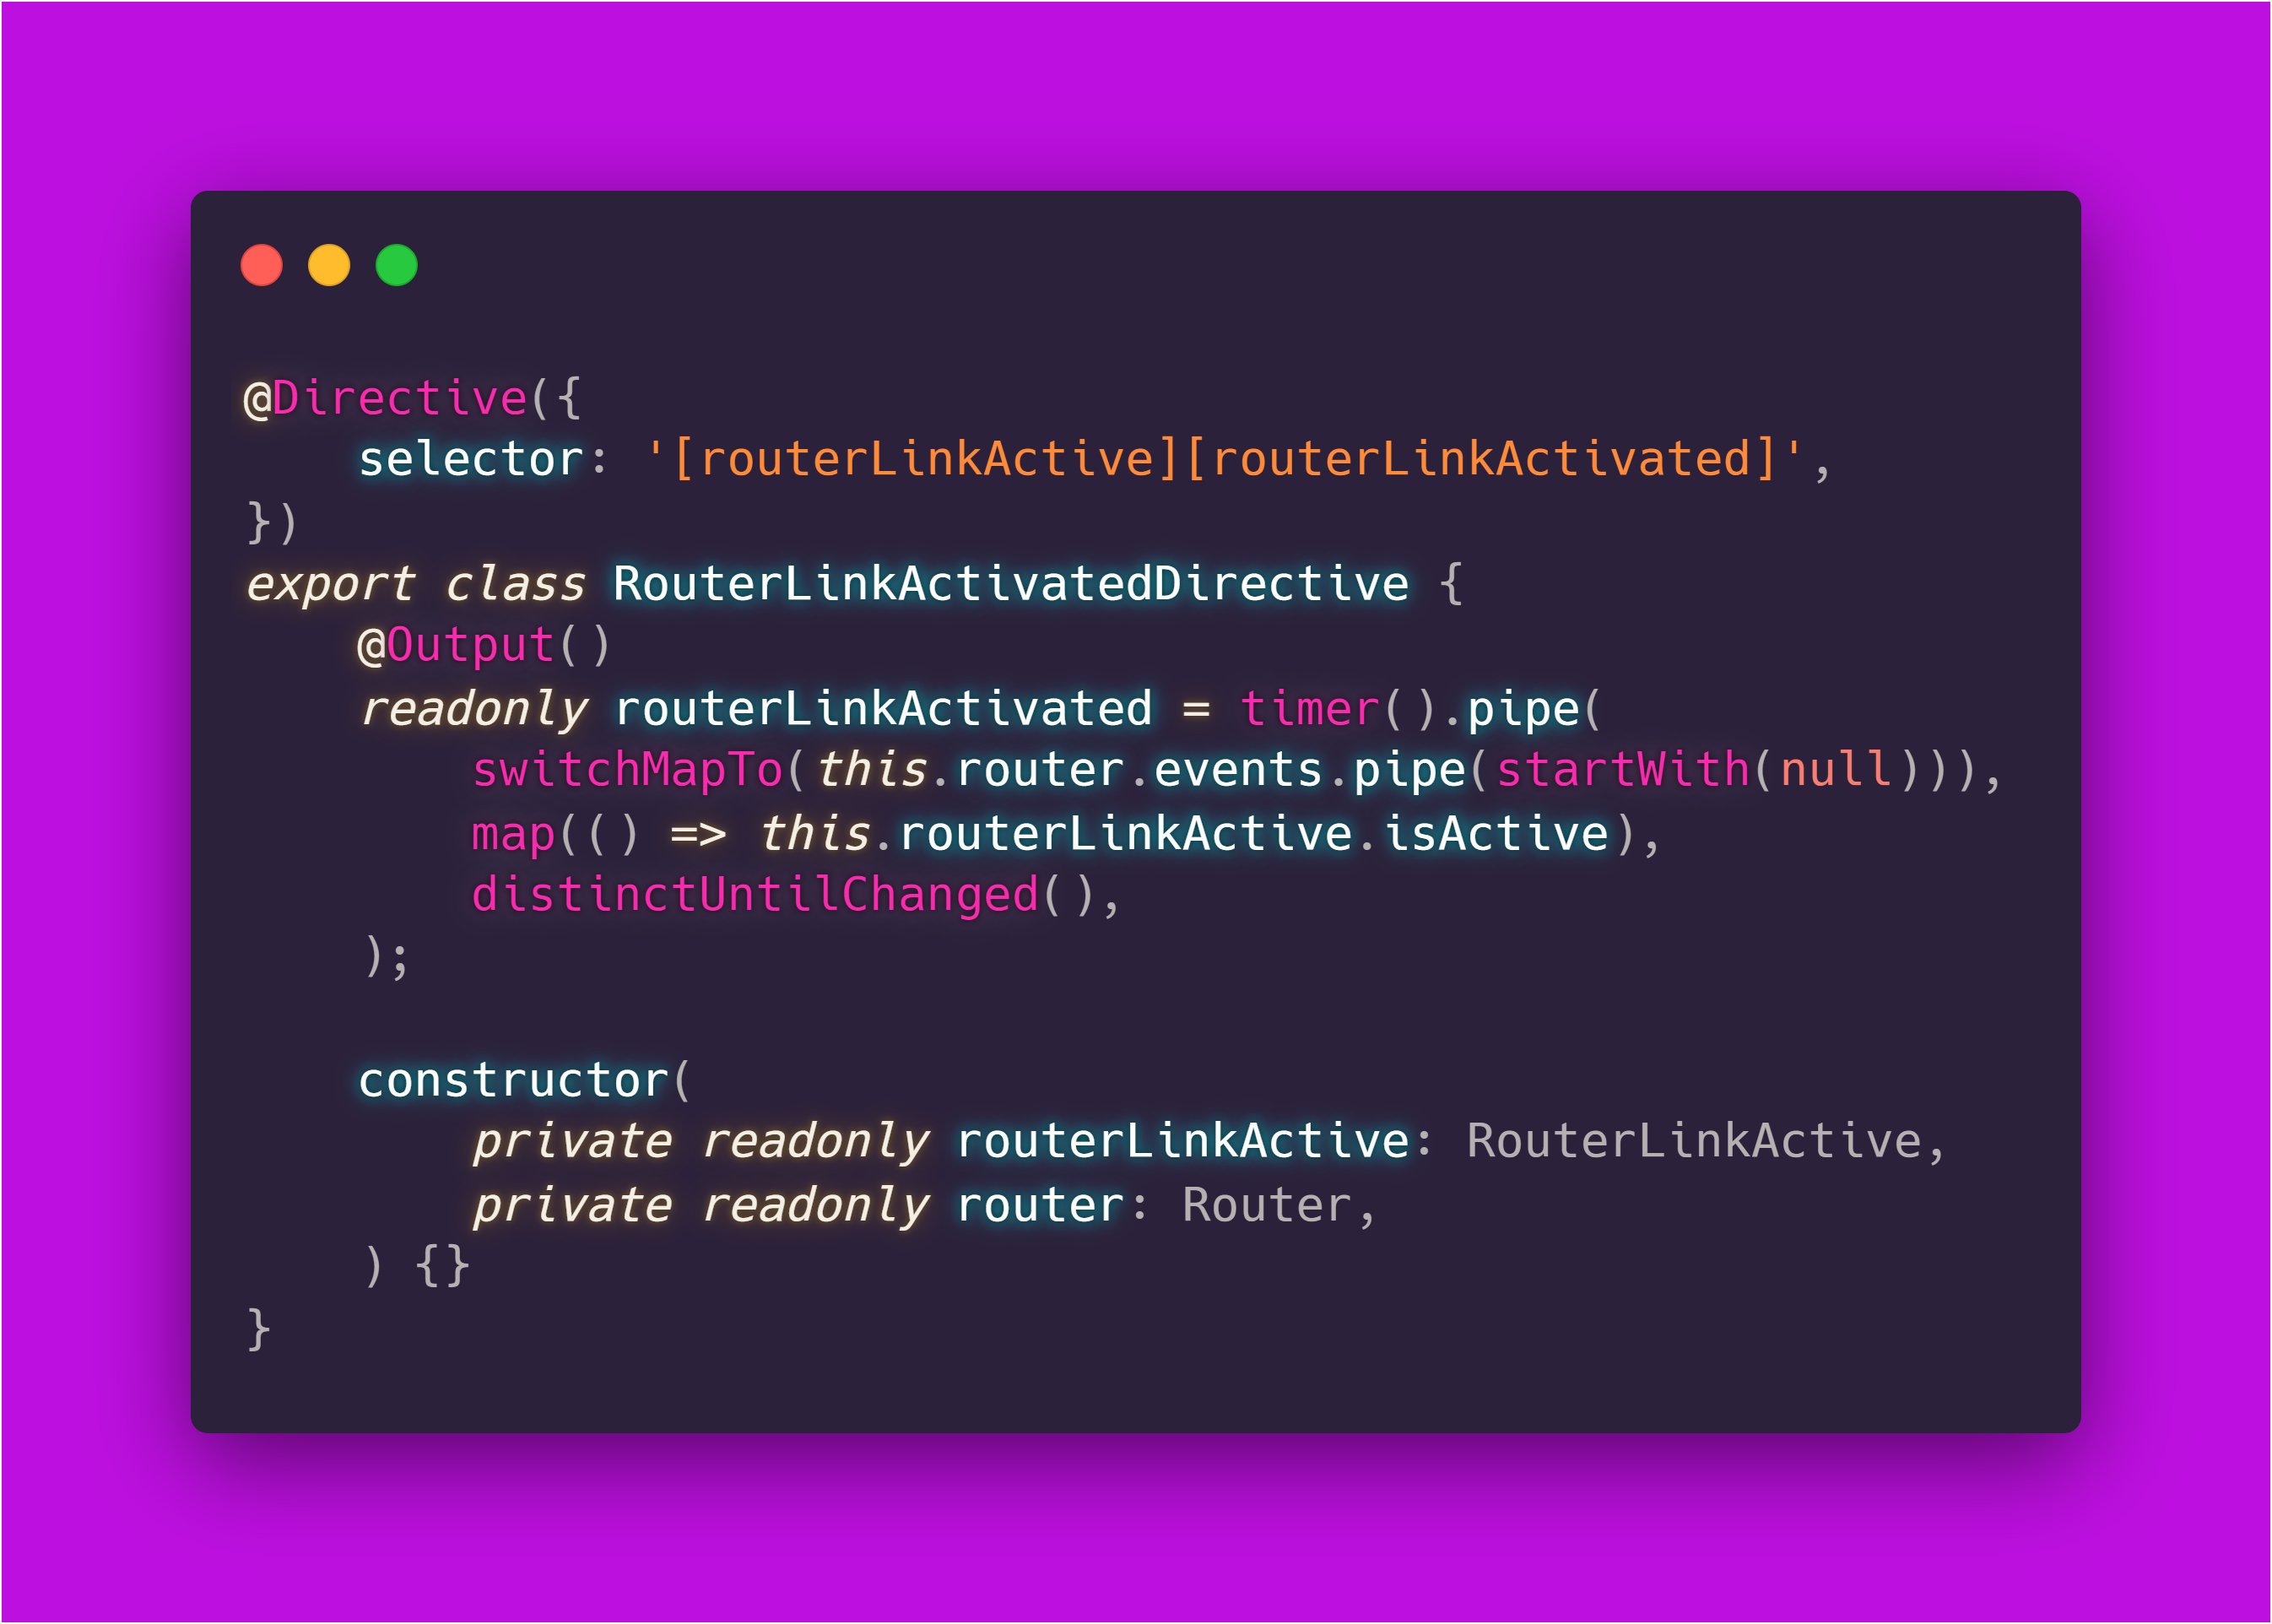 @Directive({
    selector: '[routerLinkActive][routerLinkActivated]',
})
export class RouterLinkActivatedDirective {
    @Output()
    readonly routerLinkActivated = timer().pipe(
        switchMapTo(this.router.events.pipe(startWith(null))),
        map(() => this.routerLinkActive.isActive),
        distinctUntilChanged(),
    );

    constructor(
        private readonly routerLinkActive: RouterLinkActive,
        private readonly router: Router,
    ) {}
}